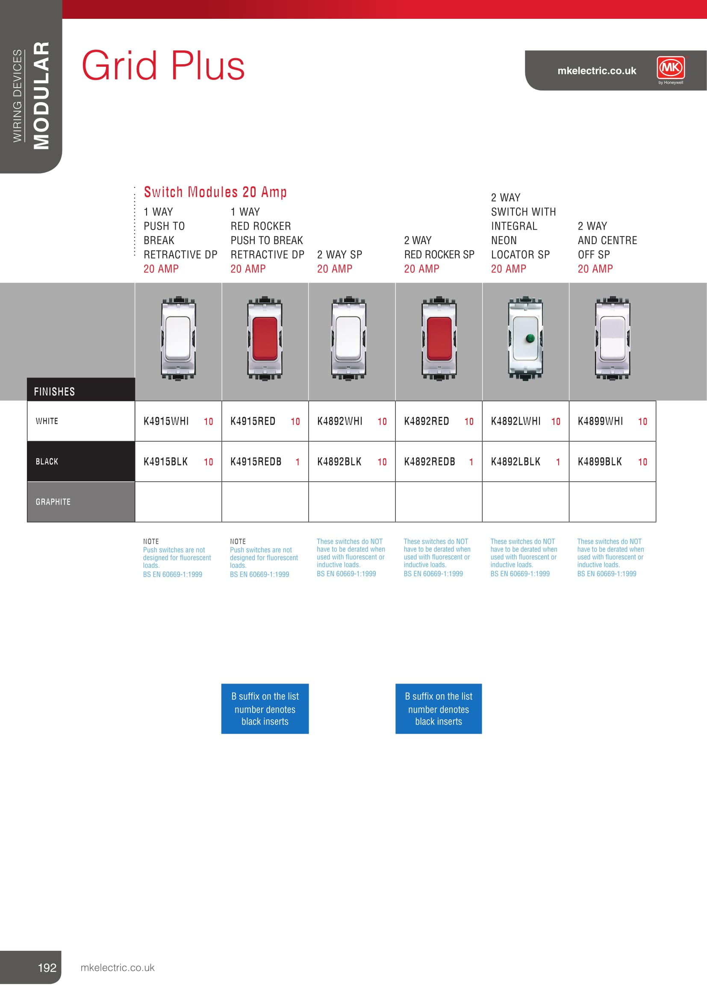 WIRING DEVICES
MODULAR
Grid Plus
mkelectric.co.uk
MK
by Honeywell
Switch Modules 20 Amp
1 WAY
PUSH TO
BREAK
RETRACTIVE DP
20 AMP
1 WAY
RED ROCKER
PUSH TO BREAK
RETRACTIVE DP
20 AMP
2 WAY SP
20 AMP
2 WAY
RED ROCKER SP
20 AMP
2 WAY
SWITCH WITH
INTEGRAL
NEON
LOCATOR SP
20 AMP
2 WAY
AND CENTRE
OFF SP
20 AMP
FINISHES
WHITE K4915WHI 10 K4915RED 10 K4892WHI 10 K4892RED 10 K4892LWHI 10 K4899WHI 10
BLACK K4915BLK 10 K4915REDB 1 K4892BLK 10 K4892REDB 1 K4892LBLK 1 K4899BLK 10
GRAPHITE
NOTE
Push switches are not
designed for fluorescent
loads.
BS EN 60669-1:1999
NOTE
Push switches are not
designed for fluorescent
loads.
BS EN 60669-1:1999
These switches do NOT
have to be derated when
used with fluorescent or
inductive loads.
BS EN 60669-1:1999
These switches do NOT
have to be derated when
used with fluorescent or
inductive loads.
BS EN 60669-1:1999
These switches do NOT
have to be derated when
used with fluorescent or
inductive loads.
BS EN 60669-1:1999
These switches do NOT
have to be derated when
used with fluorescent or
inductive loads.
BS EN 60669-1:1999
B suffix on the list
number denotes
black inserts
B suffix on the list
number denotes
black inserts
192
mkelectric.co.uk